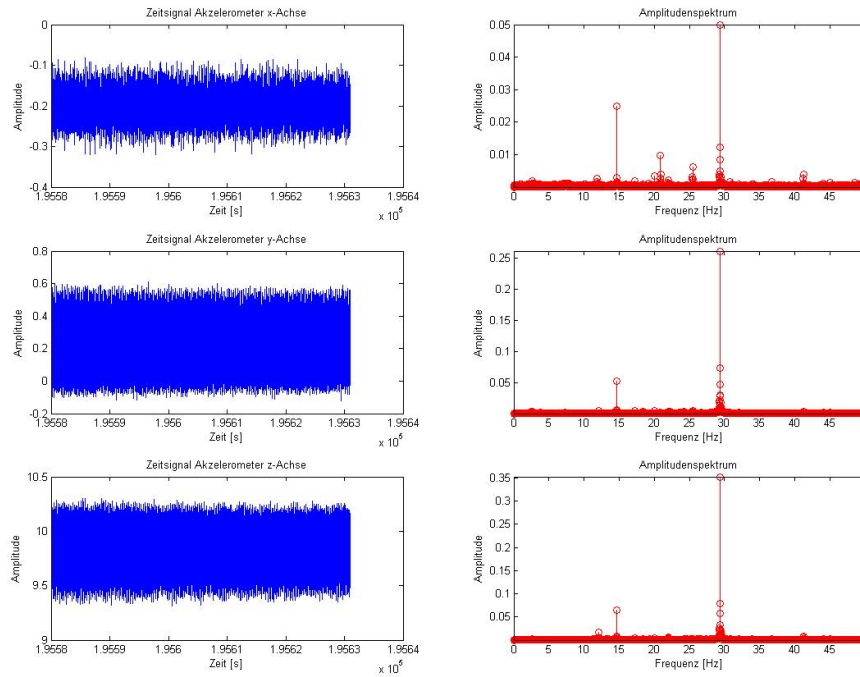 Zeitsignal Akzelerometer x-Achse
Amplitude
0
-0.1
-0.2
-0.3
-0.4
1.9558 1.9559 1.956 1.9561 1.9562 1.9563 1.9564
Zeit [s]
x 10^5
Amplitudenspektrum
Amplitude
0.05
0.04
0.03
0.02
0.01
0 5 10 15 20 25 30 35 40 45
Frequenz [Hz]
Zeitsignal Akzelerometer y-Achse
Amplitude
0.8
0.6
0.4
0.2
0
-0.2
1.9558 1.9559 1.956 1.9561 1.9562 1.9563 1.9564
Zeit [s]
x 10^5
Amplitudenspektrum
Amplitude
0.25
0.2
0.15
0.1
0.05
0 5 10 15 20 25 30 35 40 45
Frequenz [Hz]
Zeitsignal Akzelerometer z-Achse
Amplitude
10.5
10
9.5
9
1.9558 1.9559 1.956 1.9561 1.9562 1.9563 1.9564
Zeit [s]
x 10^5
Amplitudenspektrum
Amplitude
0.35
0.3
0.25
0.2
0.15
0.1
0.05
0 5 10 15 20 25 30 35 40 45
Frequenz [Hz]